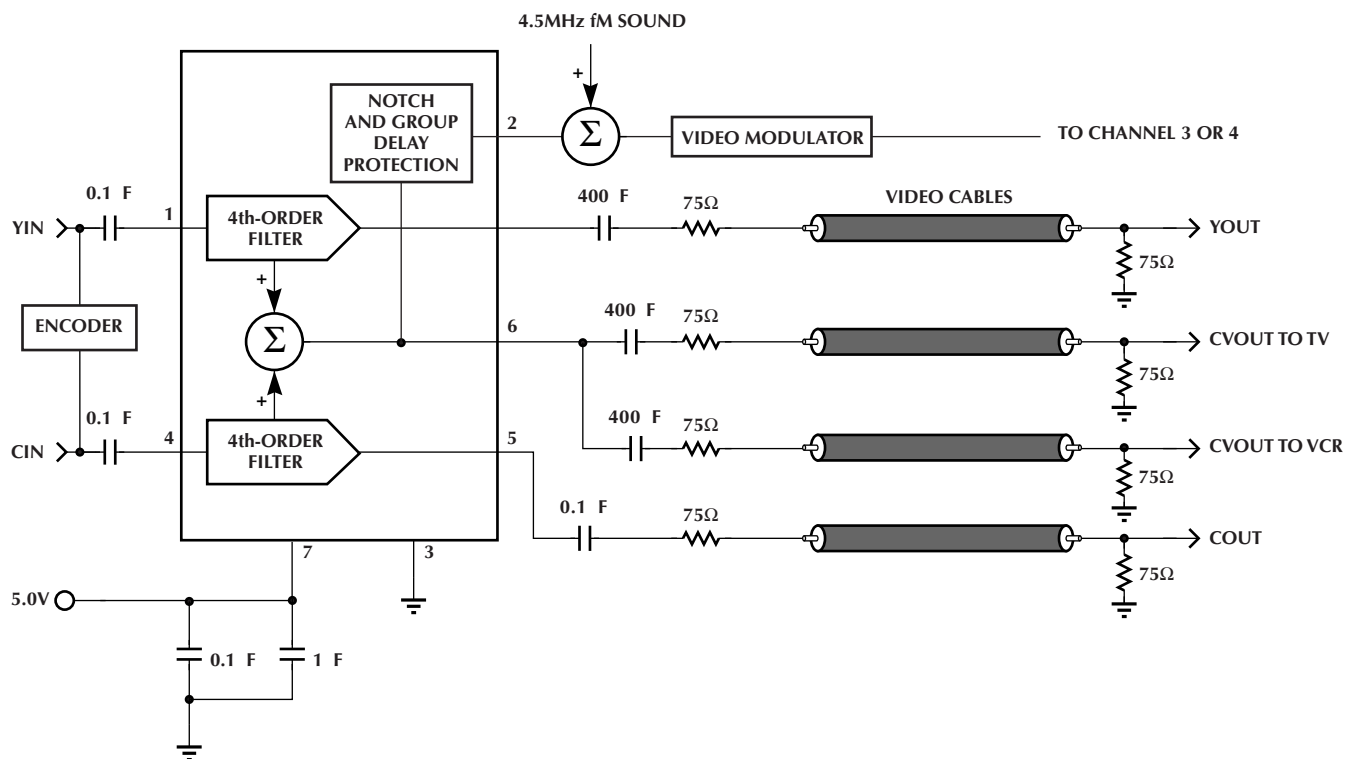 4.5MHz fM SOUND
+
NOTCH
AND GROUP
DELAY
PROTECTION
2
Σ
VIDEO MODULATOR
TO CHANNEL 3 OR 4
0.1 F
400 F
75Ω
VIDEO CABLES
YIN
1
4th-ORDER
FILTER
YOUT
75Ω
+
ENCODER
Σ
6
400 F
75Ω
CVOUT TO TV
75Ω
+
0.1 F
400 F
75Ω
CIN
4
4th-ORDER
FILTER
5
CVOUT TO VCR
75Ω
0.1 F
75Ω
COUT
75Ω
7
3
5.0V
0.1 F
1 F